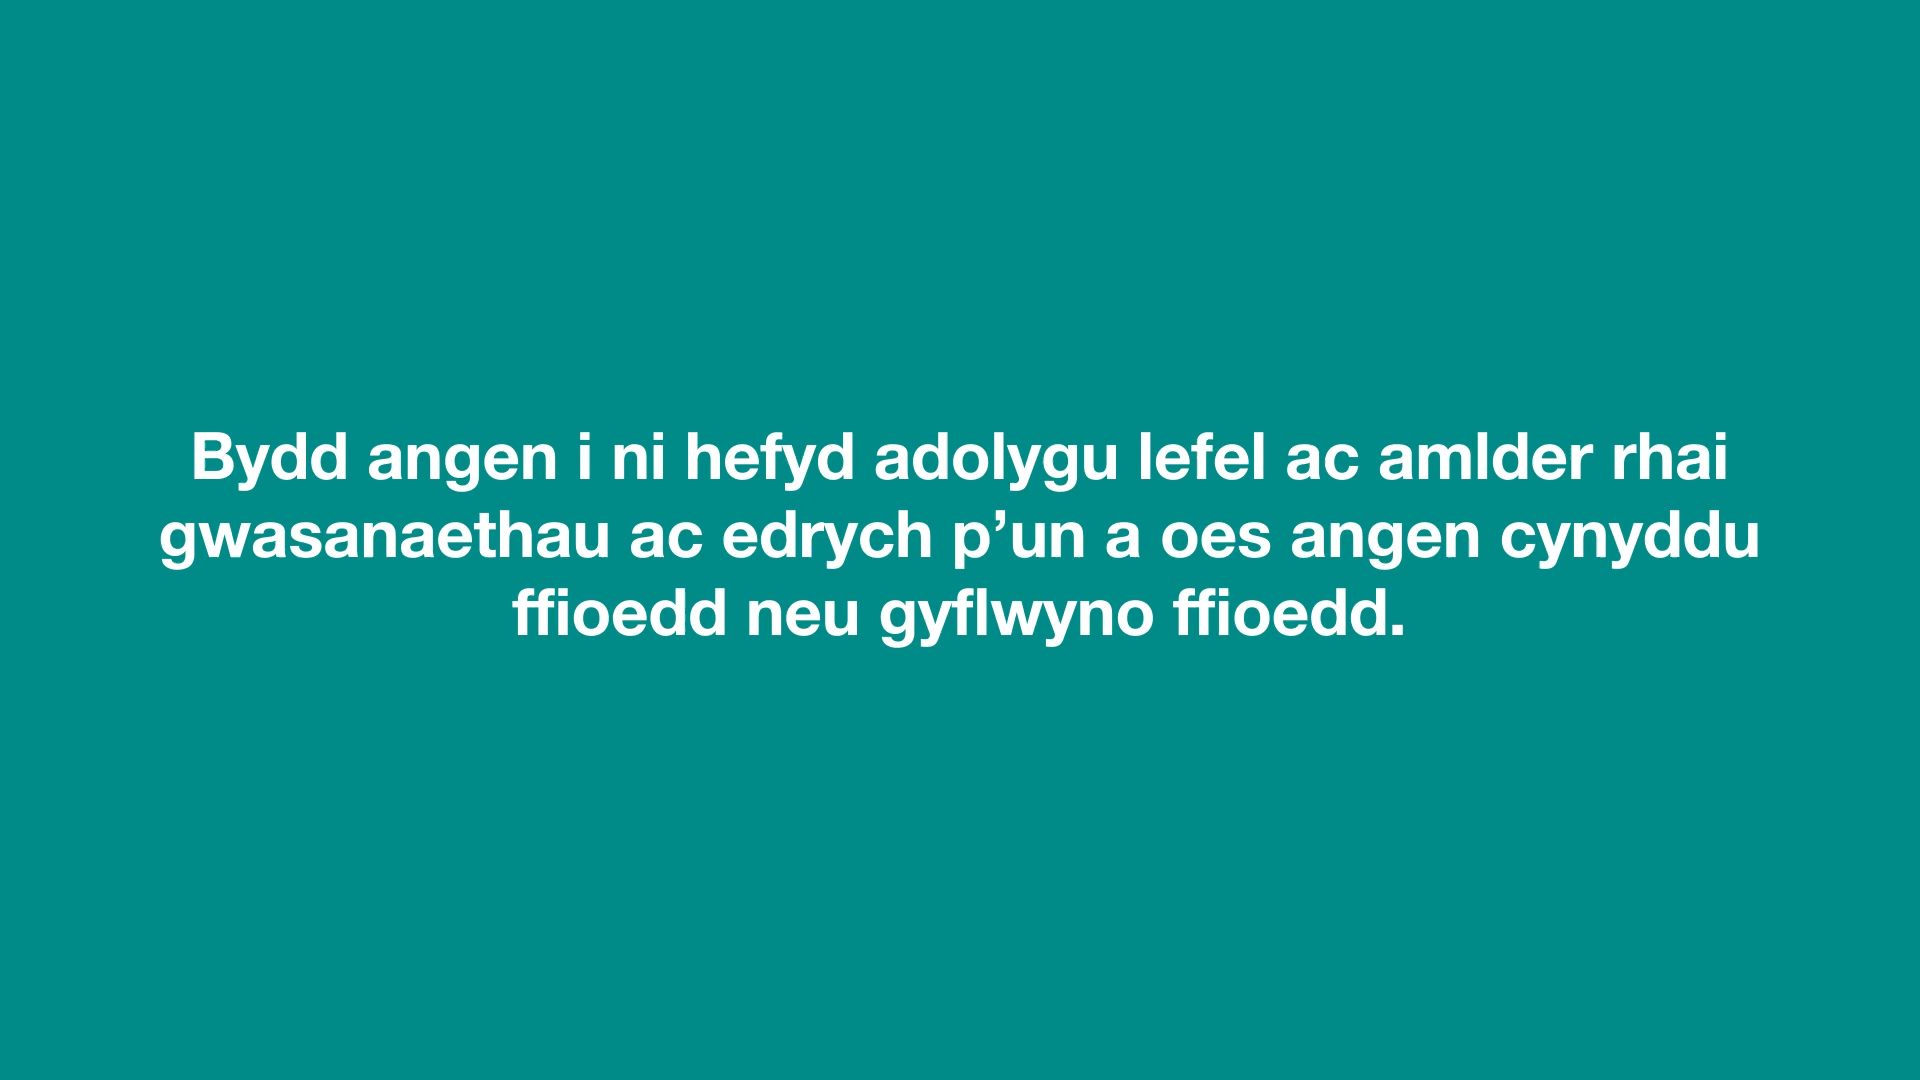 Bydd angen i ni hefyd adolygu lefel ac amlder rhai
gwasanaethau ac edrych p’un a oes angen cynyddu
ffioedd neu gyflwyno ffioedd.